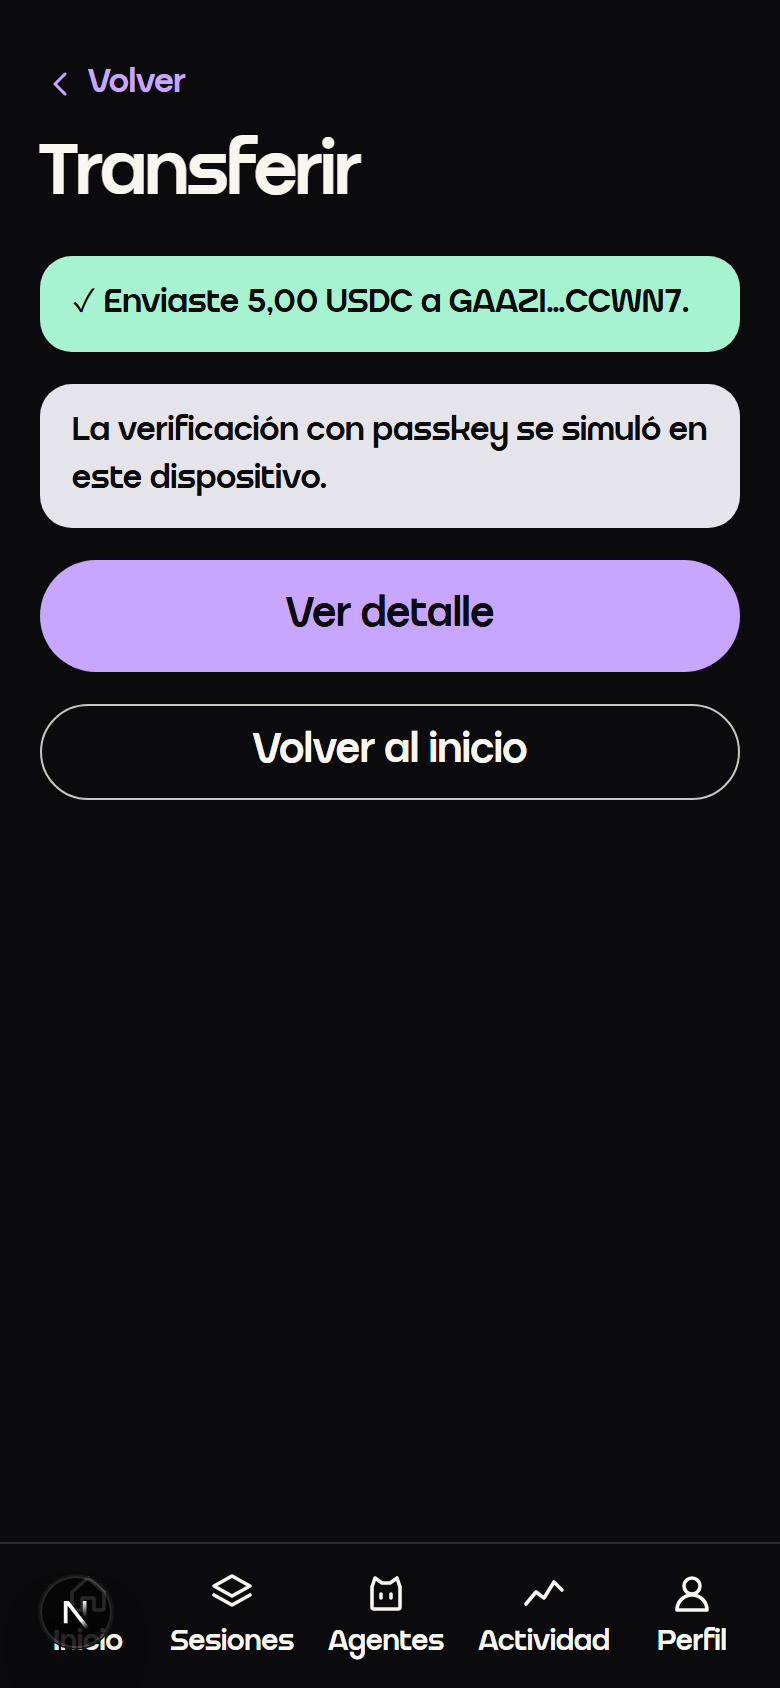 Volver
Transferir
✓ Enviaste 5,00 USDC a GAAZI...CCWN7.
La verificación con passkey se simuló en
este dispositivo.
Ver detalle
Volver al inicio
N
Inicio Sesiones Agentes Actividad Perfil